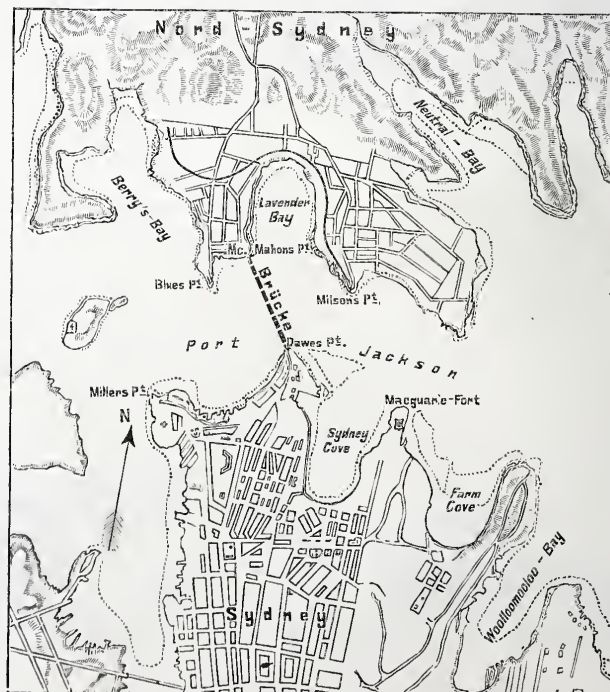 Nord - Sydney
Neutral - Bay
Berry's Bay
Lavender
Bay
Mc. Mahons Pt.
Blues Pt.
Milson's Pt.
Brücke
Port Jackson
Dawes Pt.
Millers Pt.
N
Macquarie-Fort
Sydney
Cove
Farm
Cove
Woolloomooloo - Bay
Sydney